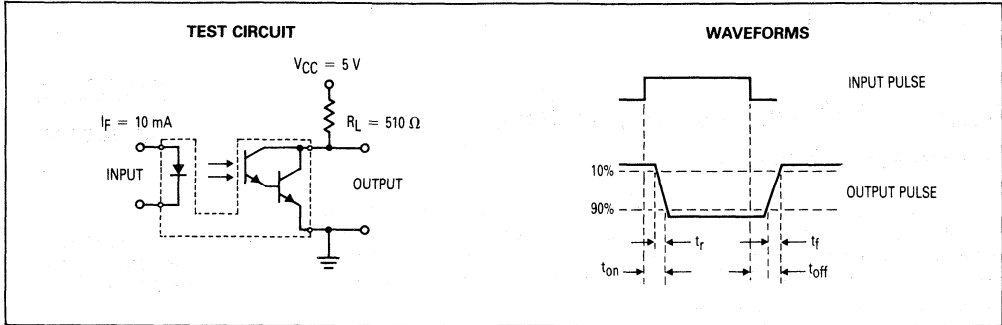 TEST CIRCUIT
VCC = 5 V
RL = 510 Ω
IF = 10 mA
INPUT
OUTPUT
WAVEFORMS
INPUT PULSE
10%
90%
OUTPUT PULSE
tr
tf
ton
toff